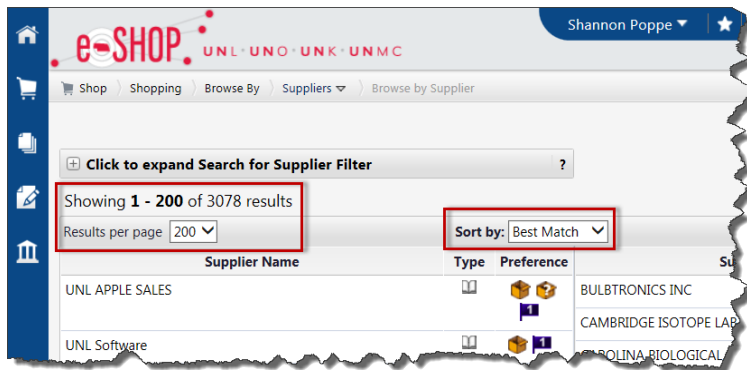 Shannon Poppe
e-SHOP
UNL·UNO·UNK·UNMC
Shop Shopping Browse By Suppliers Browse by Supplier
Click to expand Search for Supplier Filter ?
Showing 1 - 200 of 3078 results
Results per page 200
Sort by: Best Match
Supplier Name Type Preference
UNL APPLE SALES
1
BULBTRONICS INC
CAMBRIDGE ISOTOPE LAB
UNL Software 1
CAROLINA BIOLOGICAL